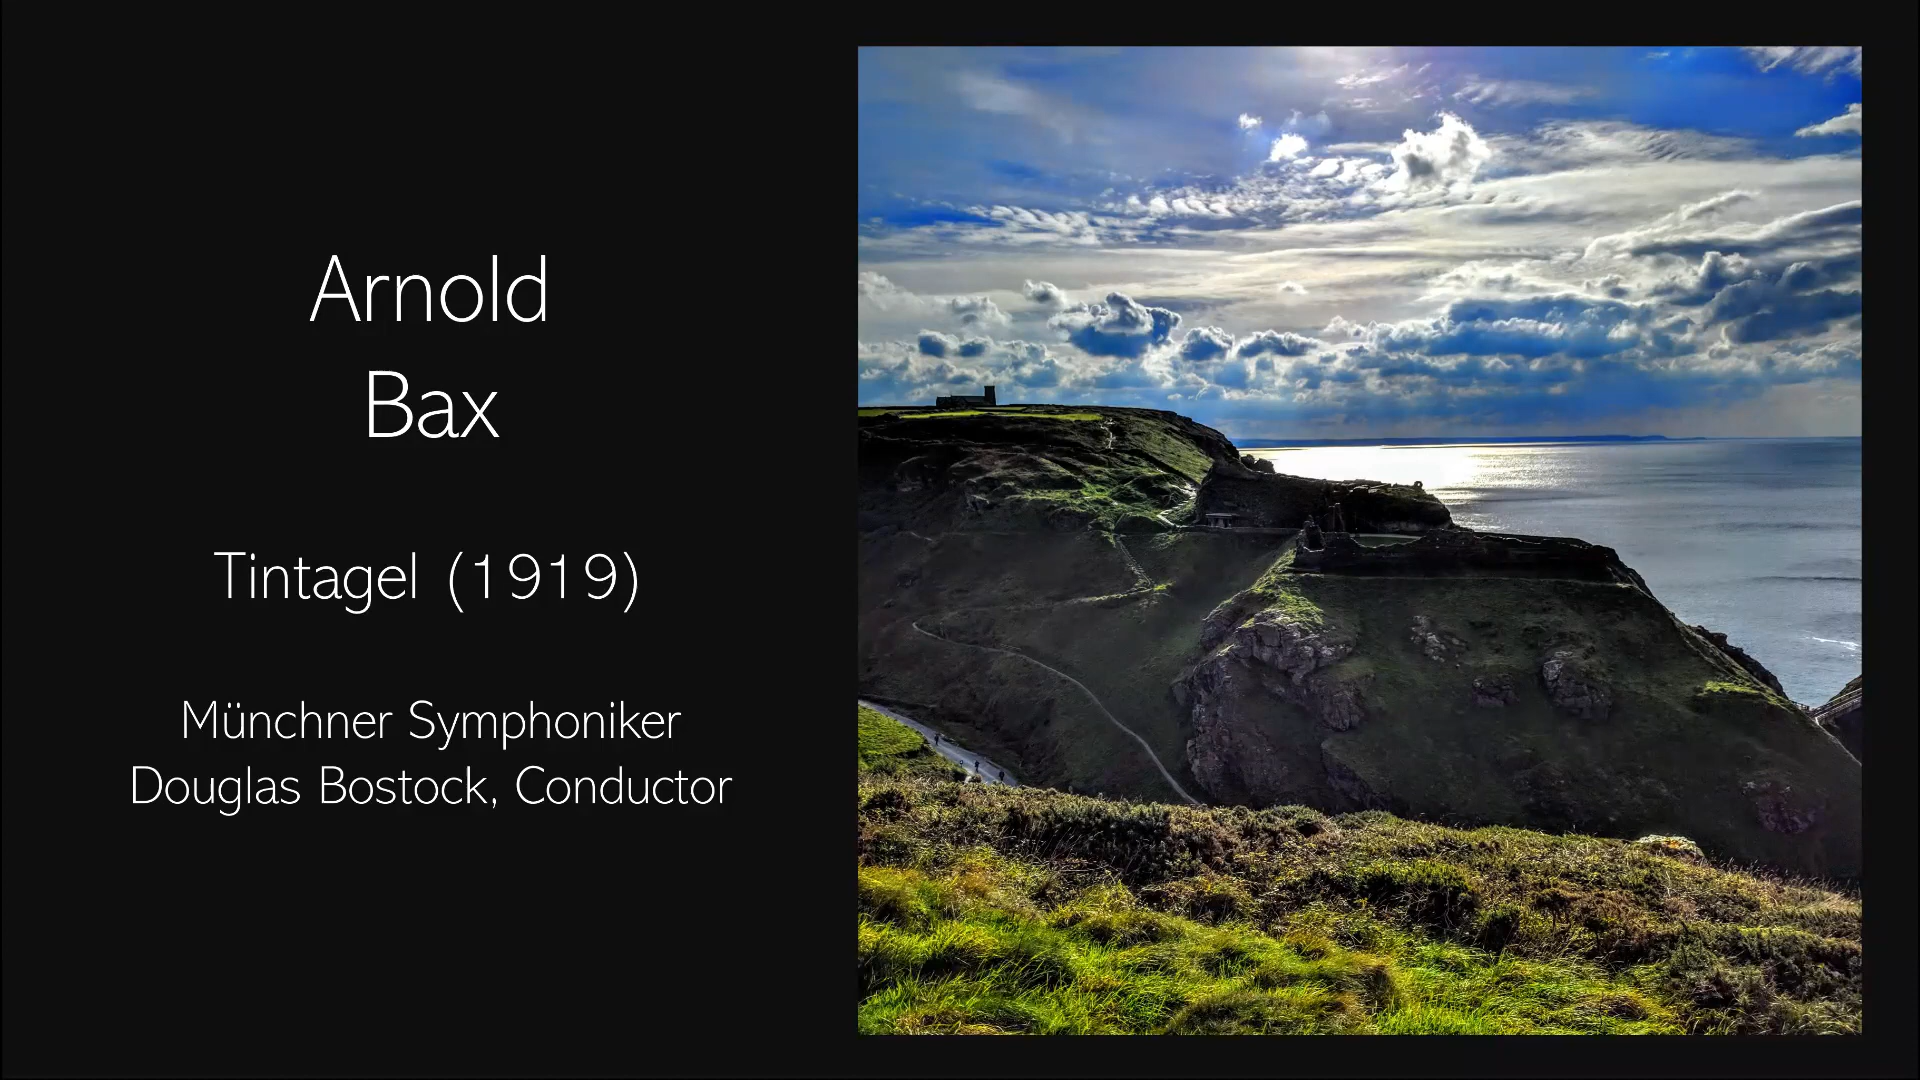 Arnold
Bax
Tintagel (1919)
Münchner Symphoniker
Douglas Bostock, Conductor